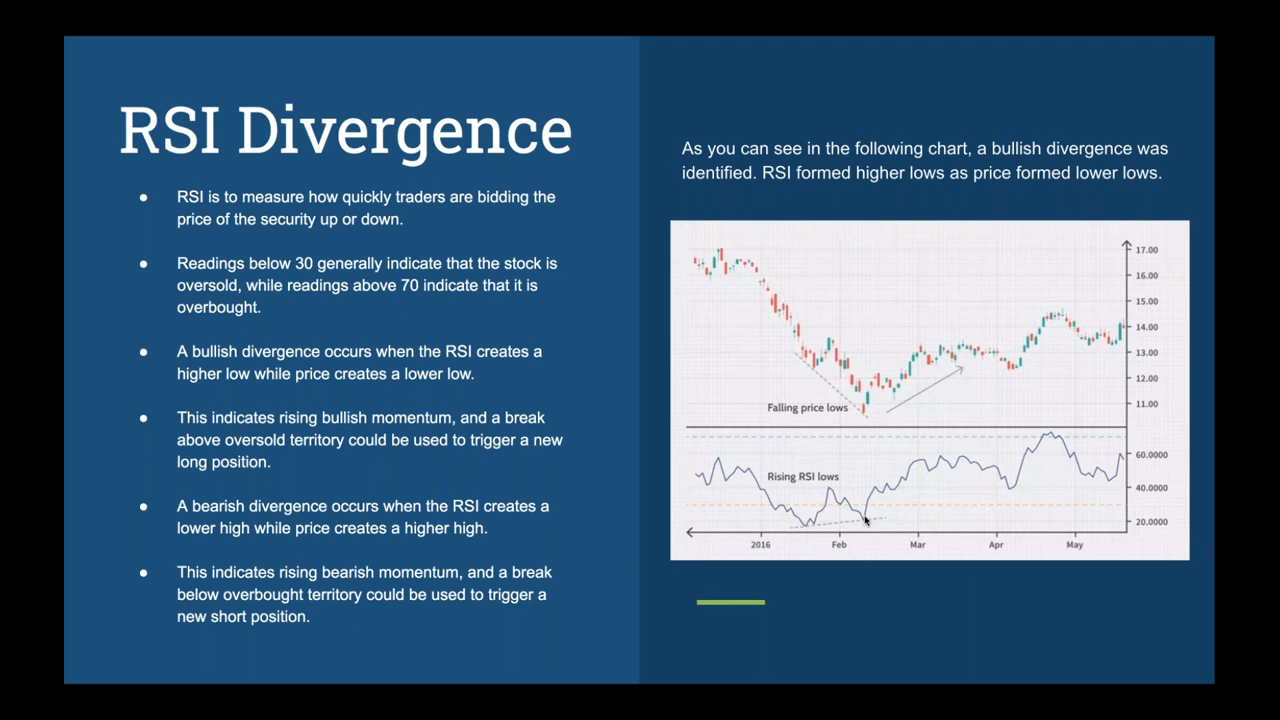 RSI Divergence
● RSI is to measure how quickly traders are bidding the
price of the security up or down.
● Readings below 30 generally indicate that the stock is
oversold, while readings above 70 indicate that it is
overbought.
● A bullish divergence occurs when the RSI creates a
higher low while price creates a lower low.
● This indicates rising bullish momentum, and a break
above oversold territory could be used to trigger a new
long position.
● A bearish divergence occurs when the RSI creates a
lower high while price creates a higher high.
● This indicates rising bearish momentum, and a break
below overbought territory could be used to trigger a
new short position.
As you can see in the following chart, a bullish divergence was
identified. RSI formed higher lows as price formed lower lows.
17.00
16.00
15.00
14.00
13.00
12.00
11.00
Falling price lows
Rising RSI lows
60.0000
40.0000
20.0000
2016 Feb Mar Apr May